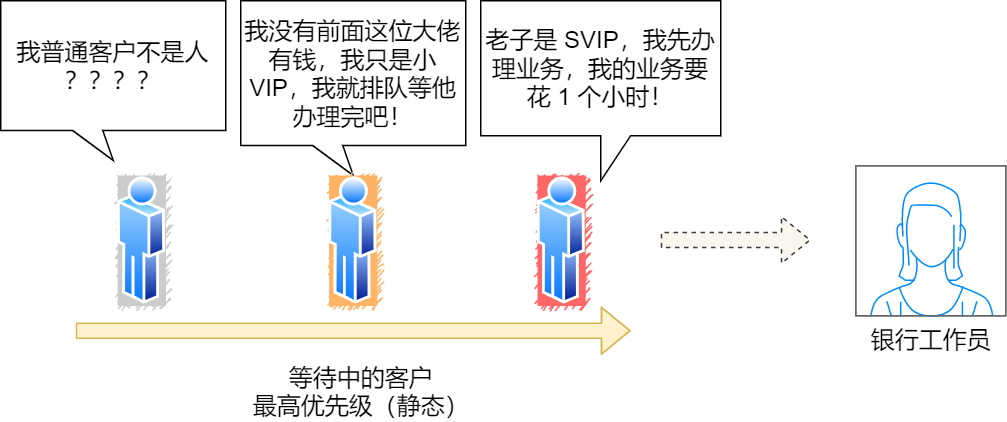 我普通客户不是人
？？？？
我没有前面这位大佬
有钱，我只是小
VIP，我就排队等他
办理完吧！
老子是 SVIP，我先办
理业务，我的业务要
花 1 个小时！
银行工作员
等待中的客户
最高优先级（静态）